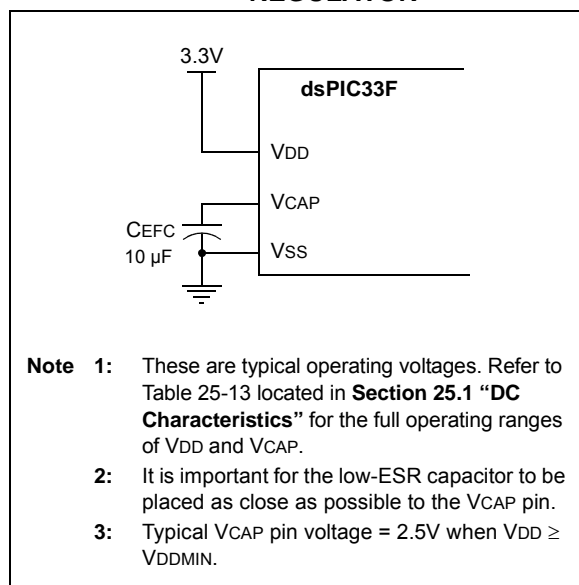 REGULATOR
3.3V
dsPIC33F
VDD
VCAP
CEFC
10 µF
VSS
Note 1: These are typical operating voltages. Refer to
Table 25-13 located in Section 25.1 “DC
Characteristics” for the full operating ranges
of VDD and VCAP.
2: It is important for the low-ESR capacitor to be
placed as close as possible to the VCAP pin.
3: Typical VCAP pin voltage = 2.5V when VDD ≥
VDDMIN.